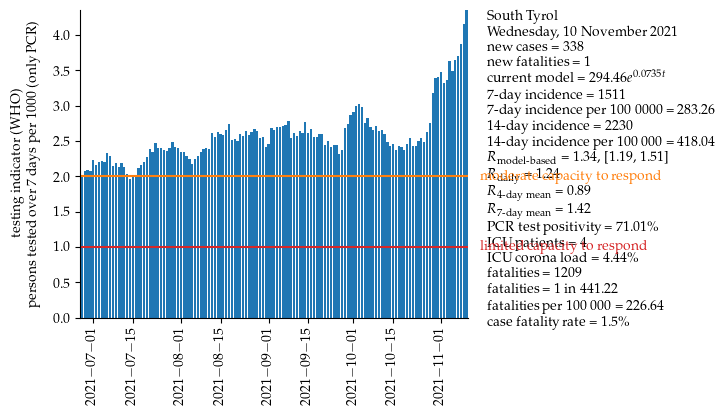 testing indicator (WHO)
persons tested over 7 days per 1000 (only PCR)
4.0
3.5
3.0
2.5
2.0
1.5
1.0
0.5
0.0
2021−07−01
2021−07−15
2021−08−01
2021−08−15
2021−09−01
2021−09−15
2021−10−01
2021−10−15
2021−11−01
South Tyrol
Wednesday, 10 November 2021
new cases = 338
new fatalities = 1
current model = 294.46e^0.0735t
7-day incidence = 1511
7-day incidence per 100 0000 = 283.26
14-day incidence = 2230
14-day incidence per 100 000 = 418.04
R_model-based = 1.34, [1.19, 1.51]
R_daily = 1.24
moderate capacity to respond
R_4-day mean = 0.89
R_7-day mean = 1.42
PCR test positivity = 71.01%
ICU patients = 4
limited capacity to respond
ICU corona load = 4.44%
fatalities = 1209
fatalities = 1 in 441.22
fatalities per 100 000 = 226.64
case fatality rate = 1.5%